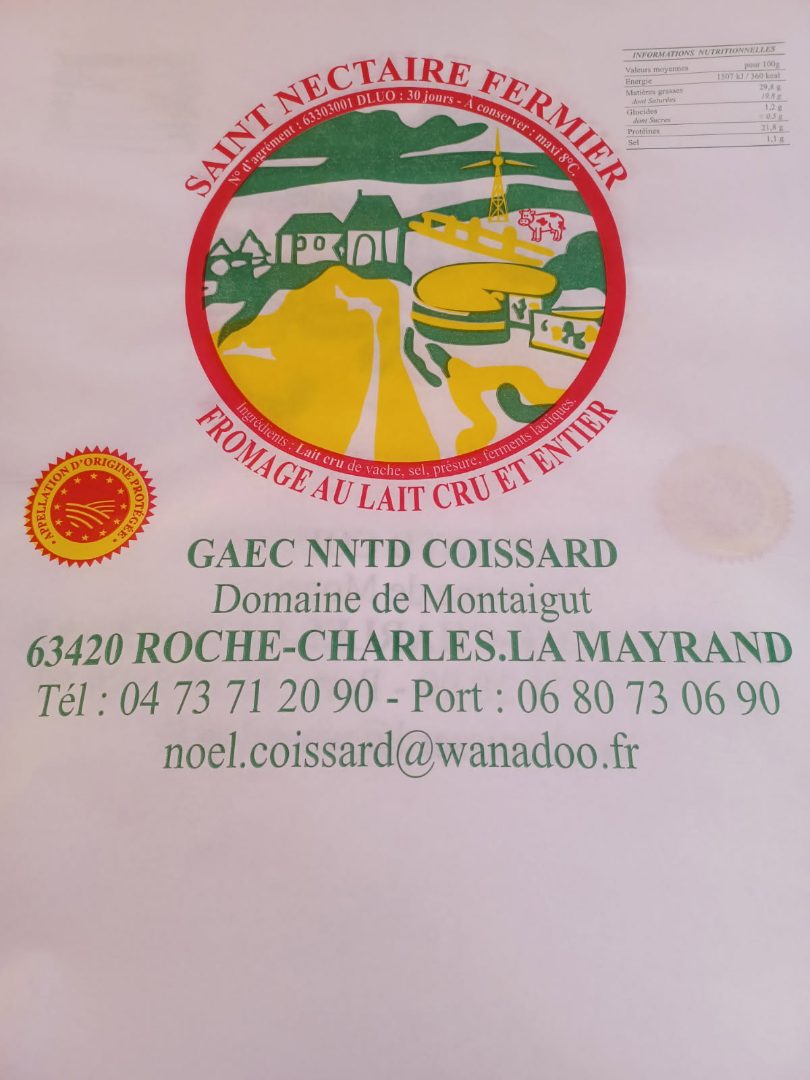 INFORMATIONS NUTRITIONNELLES
Valeurs moyennes pour 100g
Energie 1507 kJ / 360 kcal
Matières grasses 29,8 g
dont Saturées 19,8 g
Glucides 1,2 g
dont Sucres < 0,5 g
Protéines 21,8 g
Sel 1,1 g
SAINT NECTAIRE FERMIER
N° d'agrément : 63303001 DLUO : 30 jours - A conserver : maxi 8°C.
Ingrédients : Lait cru de vache, sel, présure, ferments lactiques.
FROMAGE AU LAIT CRU ET ENTIER
APPELLATION D'ORIGINE PROTÉGÉE
GAEC NNTD COISSARD
Domaine de Montaigut
63420 ROCHE-CHARLES.LA MAYRAND
Tél : 04 73 71 20 90 - Port : 06 80 73 06 90
noel.coissard@wanadoo.fr